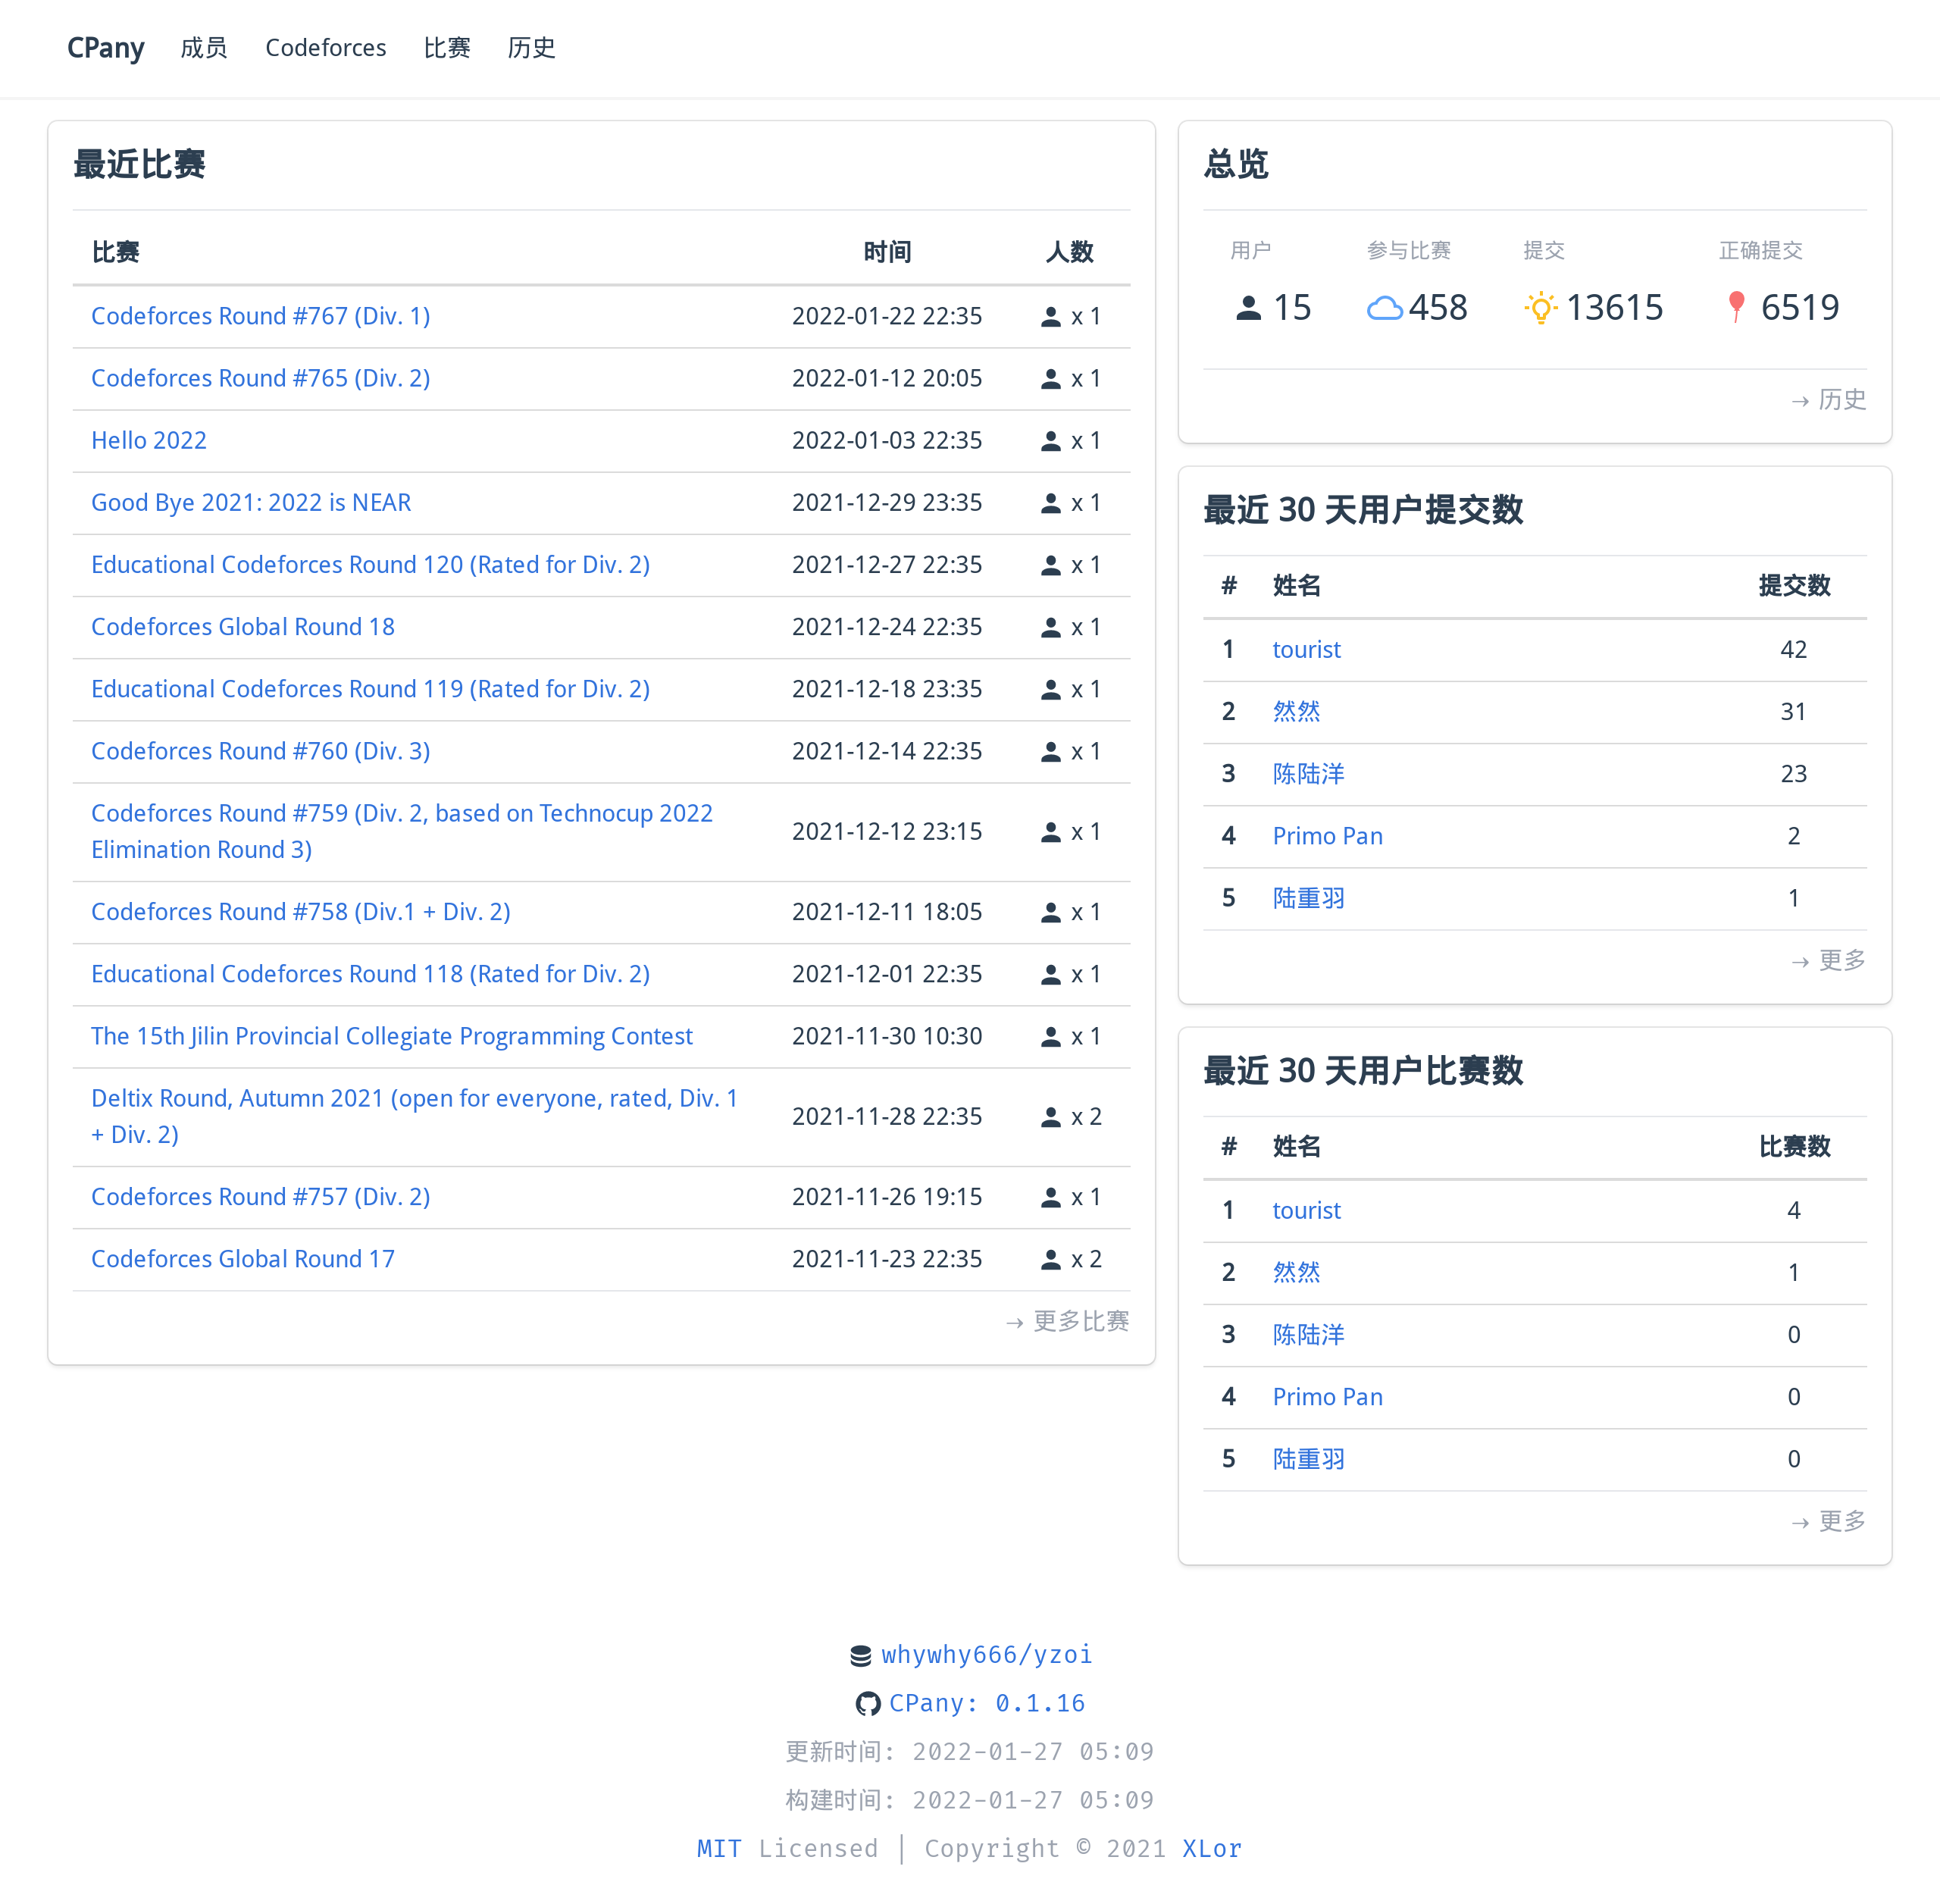 CPany 成员 Codeforces 比赛 历史
最近比赛
比赛 时间 人数
Codeforces Round #767 (Div. 1) 2022-01-22 22:35 x 1
Codeforces Round #765 (Div. 2) 2022-01-12 20:05 x 1
Hello 2022 2022-01-03 22:35 x 1
Good Bye 2021: 2022 is NEAR 2021-12-29 23:35 x 1
Educational Codeforces Round 120 (Rated for Div. 2) 2021-12-27 22:35 x 1
Codeforces Global Round 18 2021-12-24 22:35 x 1
Educational Codeforces Round 119 (Rated for Div. 2) 2021-12-18 23:35 x 1
Codeforces Round #760 (Div. 3) 2021-12-14 22:35 x 1
Codeforces Round #759 (Div. 2, based on Technocup 2022
Elimination Round 3) 2021-12-12 23:15 x 1
Codeforces Round #758 (Div.1 + Div. 2) 2021-12-11 18:05 x 1
Educational Codeforces Round 118 (Rated for Div. 2) 2021-12-01 22:35 x 1
The 15th Jilin Provincial Collegiate Programming Contest 2021-11-30 10:30 x 1
Deltix Round, Autumn 2021 (open for everyone, rated, Div. 1
+ Div. 2) 2021-11-28 22:35 x 2
Codeforces Round #757 (Div. 2) 2021-11-26 19:15 x 1
Codeforces Global Round 17 2021-11-23 22:35 x 2
→ 更多比赛
总览
用户 参与比赛 提交 正确提交
15 458 13615 6519
→ 历史
最近 30 天用户提交数
# 姓名 提交数
1 tourist 42
2 然然 31
3 陈陆洋 23
4 Primo Pan 2
5 陆重羽 1
→ 更多
最近 30 天用户比赛数
# 姓名 比赛数
1 tourist 4
2 然然 1
3 陈陆洋 0
4 Primo Pan 0
5 陆重羽 0
→ 更多
whywhy666/yzoi
CPany: 0.1.16
更新时间: 2022-01-27 05:09
构建时间: 2022-01-27 05:09
MIT Licensed | Copyright © 2021 XLor